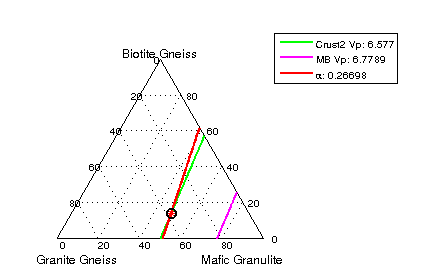 Crust2 Vp: 6.577
MB Vp: 6.7789
α: 0.26698
Biotite Gneiss
0
20 80
40 60
60 40
80 20
0 20 40 60 80 0
Granite Gneiss Mafic Granulite